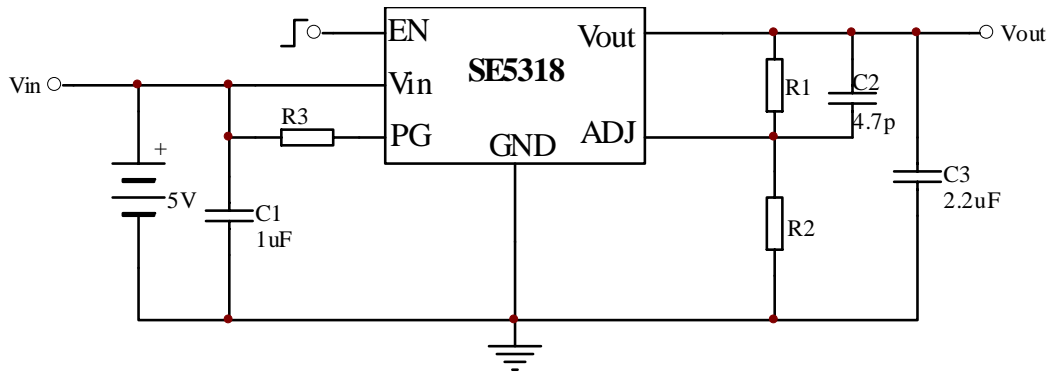 EN
Vout
Vout
SE5318
Vin
Vin
R1
C2
4.7p
R3
PG
GND
ADJ
+
5V
C1
1uF
C3
2.2uF
R2